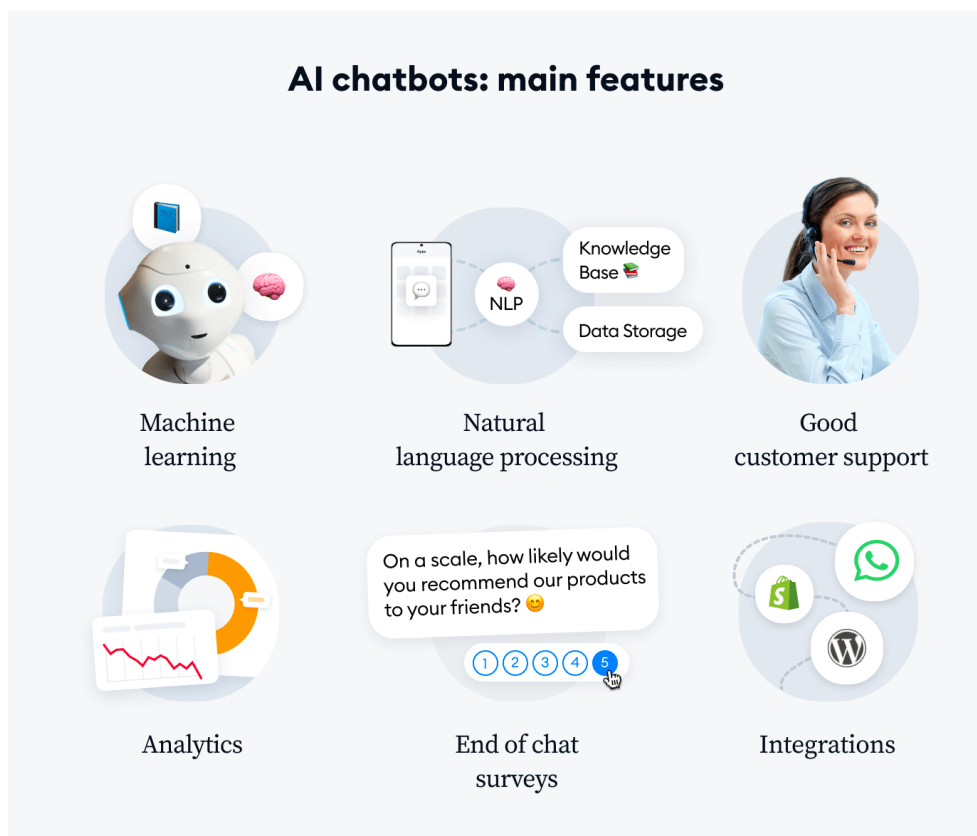 AI chatbots: main features
NLP
Knowledge
Base
Data Storage
Machine
learning
Natural
language processing
Good
customer support
On a scale, how likely would
you recommend our products
to your friends? 😊
1 2 3 4 5
Analytics
End of chat
surveys
Integrations